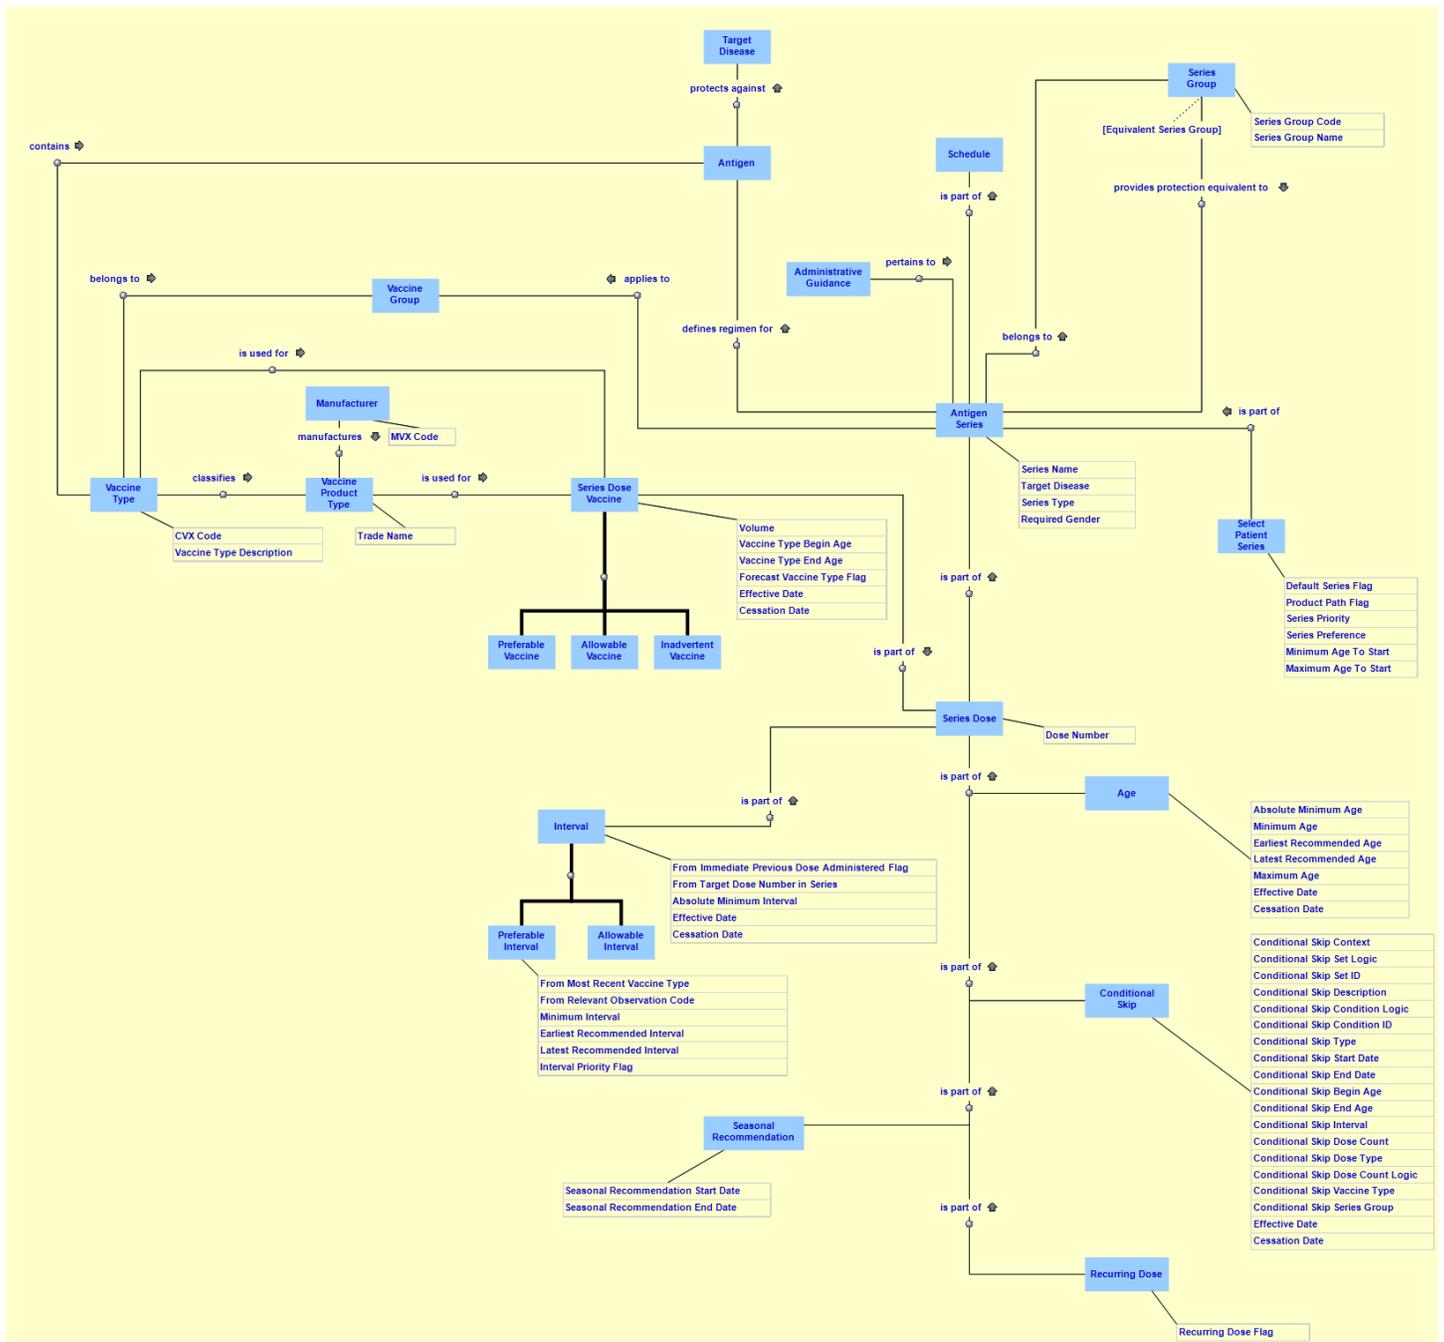 Target
Disease
protects against
Series
Group
Series Group Code
Series Group Name
[Equivalent Series Group]
contains
Antigen
Schedule
provides protection equivalent to
is part of
pertains to
Administrative
Guidance
belongs to
Vaccine
Group
applies to
defines regimen for
belongs to
is used for
Manufacturer
MVX Code
manufactures
Antigen
Series
is part of
Series Name
Target Disease
Series Type
Required Gender
classifies
is used for
Vaccine
Type
Vaccine
Product
Type
Series Dose
Vaccine
CVX Code
Vaccine Type Description
Trade Name
Volume
Vaccine Type Begin Age
Vaccine Type End Age
Forecast Vaccine Type Flag
Effective Date
Cessation Date
Select
Patient
Series
Default Series Flag
Product Path Flag
Series Priority
Series Preference
Minimum Age To Start
Maximum Age To Start
is part of
Preferable
Vaccine
Allowable
Vaccine
Inadvertent
Vaccine
is part of
Series Dose
Dose Number
is part of
Age
Absolute Minimum Age
Minimum Age
Earliest Recommended Age
Latest Recommended Age
Maximum Age
Effective Date
Cessation Date
is part of
Interval
From Immediate Previous Dose Administered Flag
From Target Dose Number in Series
Absolute Minimum Interval
Effective Date
Cessation Date
Preferable
Interval
Allowable
Interval
From Most Recent Vaccine Type
From Relevant Observation Code
Minimum Interval
Earliest Recommended Interval
Latest Recommended Interval
Interval Priority Flag
is part of
Conditional
Skip
Conditional Skip Context
Conditional Skip Set Logic
Conditional Skip Set ID
Conditional Skip Description
Conditional Skip Condition Logic
Conditional Skip Condition ID
Conditional Skip Type
Conditional Skip Start Date
Conditional Skip End Date
Conditional Skip Begin Age
Conditional Skip End Age
Conditional Skip Interval
Conditional Skip Dose Count
Conditional Skip Dose Type
Conditional Skip Dose Count Logic
Conditional Skip Vaccine Type
Conditional Skip Series Group
Effective Date
Cessation Date
is part of
Seasonal
Recommendation
Seasonal Recommendation Start Date
Seasonal Recommendation End Date
is part of
Recurring Dose
Recurring Dose Flag